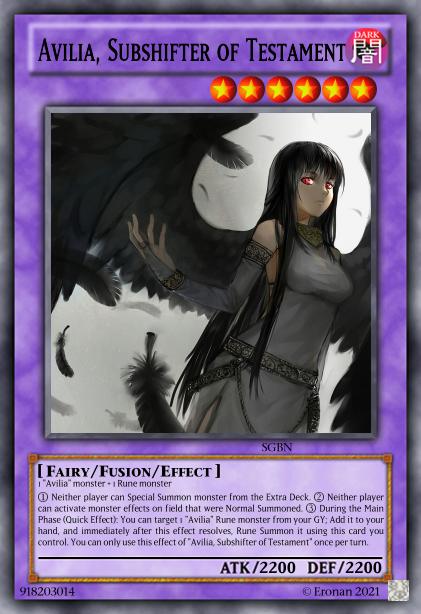 AVILIA, SUBSHIFTER OF TESTAMENT
DARK
闇
SGBN
[ FAIRY/FUSION/EFFECT ]
1 "Avilia" monster + 1 Rune monster
① Neither player can Special Summon monster from the Extra Deck. ② Neither player
can activate monster effects on field that were Normal Summoned. ③ During the Main
Phase (Quick Effect): You can target 1 "Avilia" Rune monster from your GY; Add it to your
hand, and immediately after this effect resolves, Rune Summon it using this card you
control. You can only use this effect of "Avilia, Subshifter of Testament" once per turn.
ATK/2200 DEF/2200
918203014
© Eronan 2021